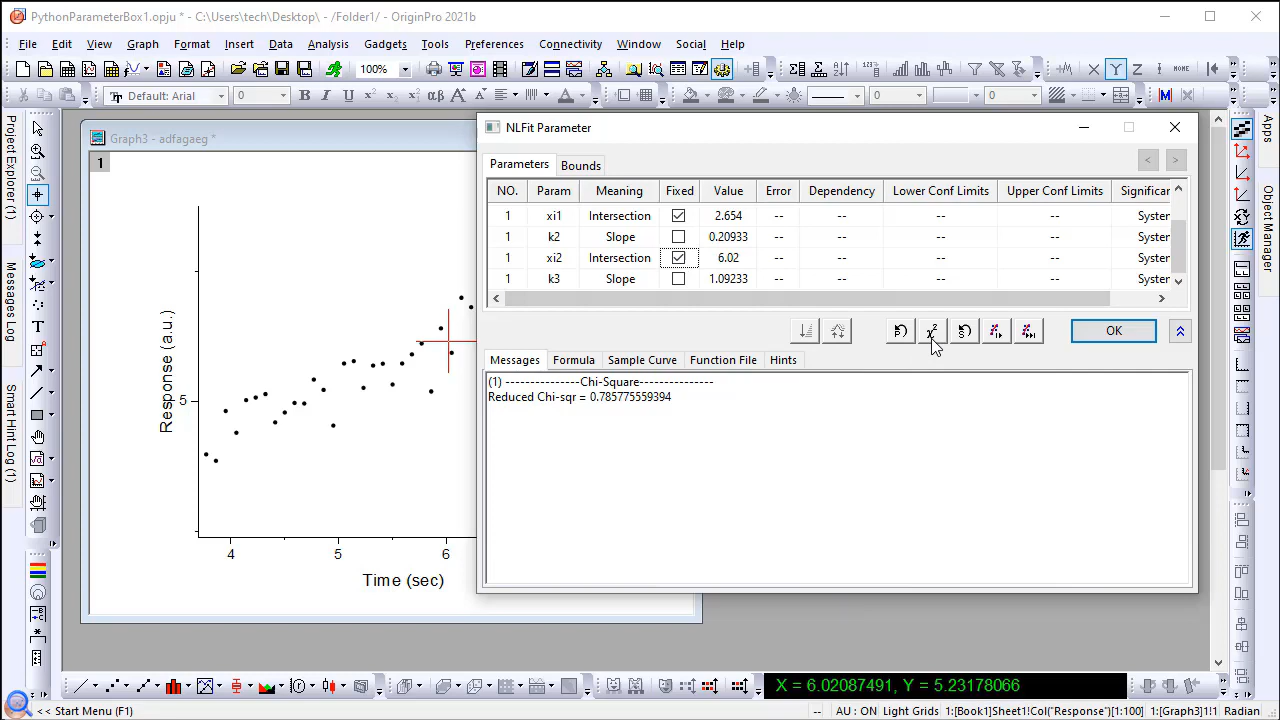 PythonParameterBox1.opju * - C:\Users\tech\Desktop\ - /Folder1/ - OriginPro 2021b
File Edit View Graph Format Insert Data Analysis Gadgets Tools Preferences Connectivity Window Social Help
100%
Default: Arial 0 0 0
Project Explorer (1)
Messages Log
Smart Hint Log (1)
Apps
Object Manager
Graph3 - adfagaeg *
1
Response (a.u.)
5
4 5 6
Time (sec)
NLFit Parameter
Parameters Bounds
NO. Param Meaning Fixed Value Error Dependency Lower Conf Limits Upper Conf Limits Significan
1 xi1 Intersection 2.654 -- -- -- -- Systen
1 k2 Slope 0.20933 -- -- -- -- Systen
1 xi2 Intersection 6.02 -- -- -- -- Systen
1 k3 Slope 1.09233 -- -- -- -- Systen
OK
Messages Formula Sample Curve Function File Hints
(1) ---------------Chi-Square---------------
Reduced Chi-sqr = 0.785775559394
X = 6.02087491, Y = 5.23178066
<< Start Menu (F1) -- AU : ON Light Grids 1:[Book1]Sheet1!Col("Response")[1:100] 1:[Graph3]1!1 Radian